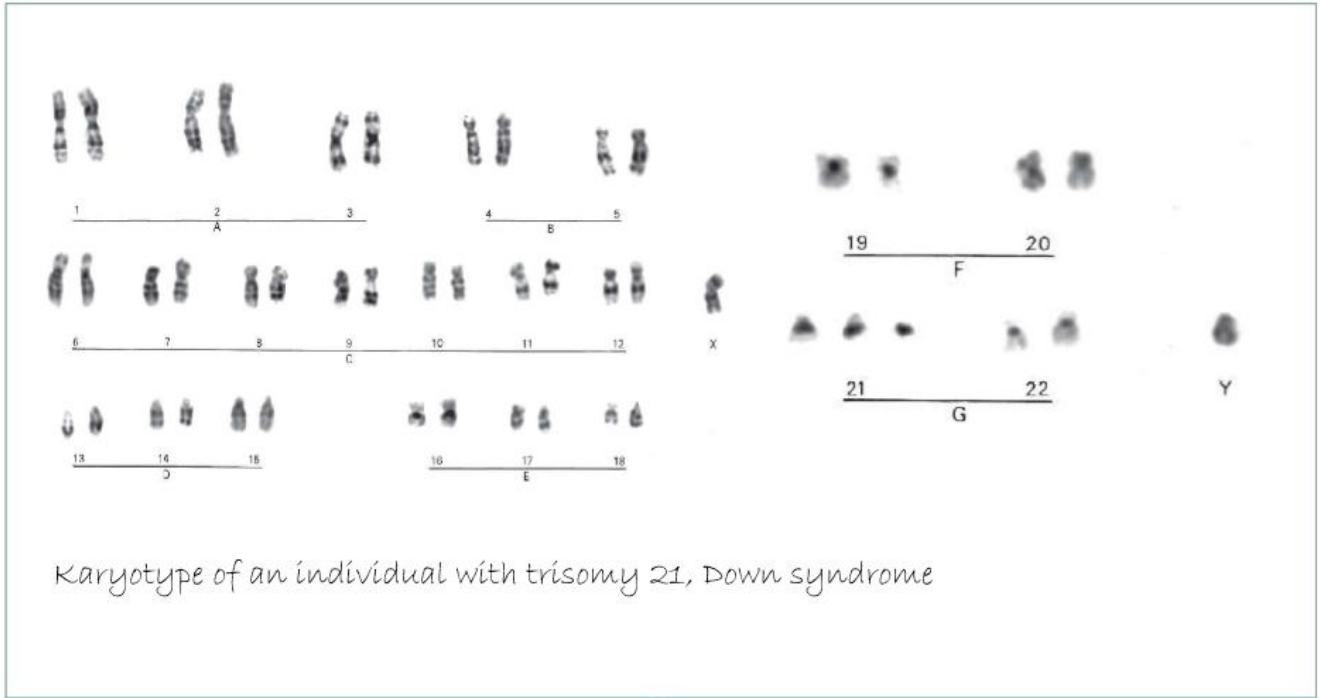 1 2 3
A
4 5
B
6 7 8 9 10 11 12
C
X
13 14 15
D
16 17 18
E
19 20
F
21 22
G
Y
Karyotype of an individual with trisomy 21, Down syndrome